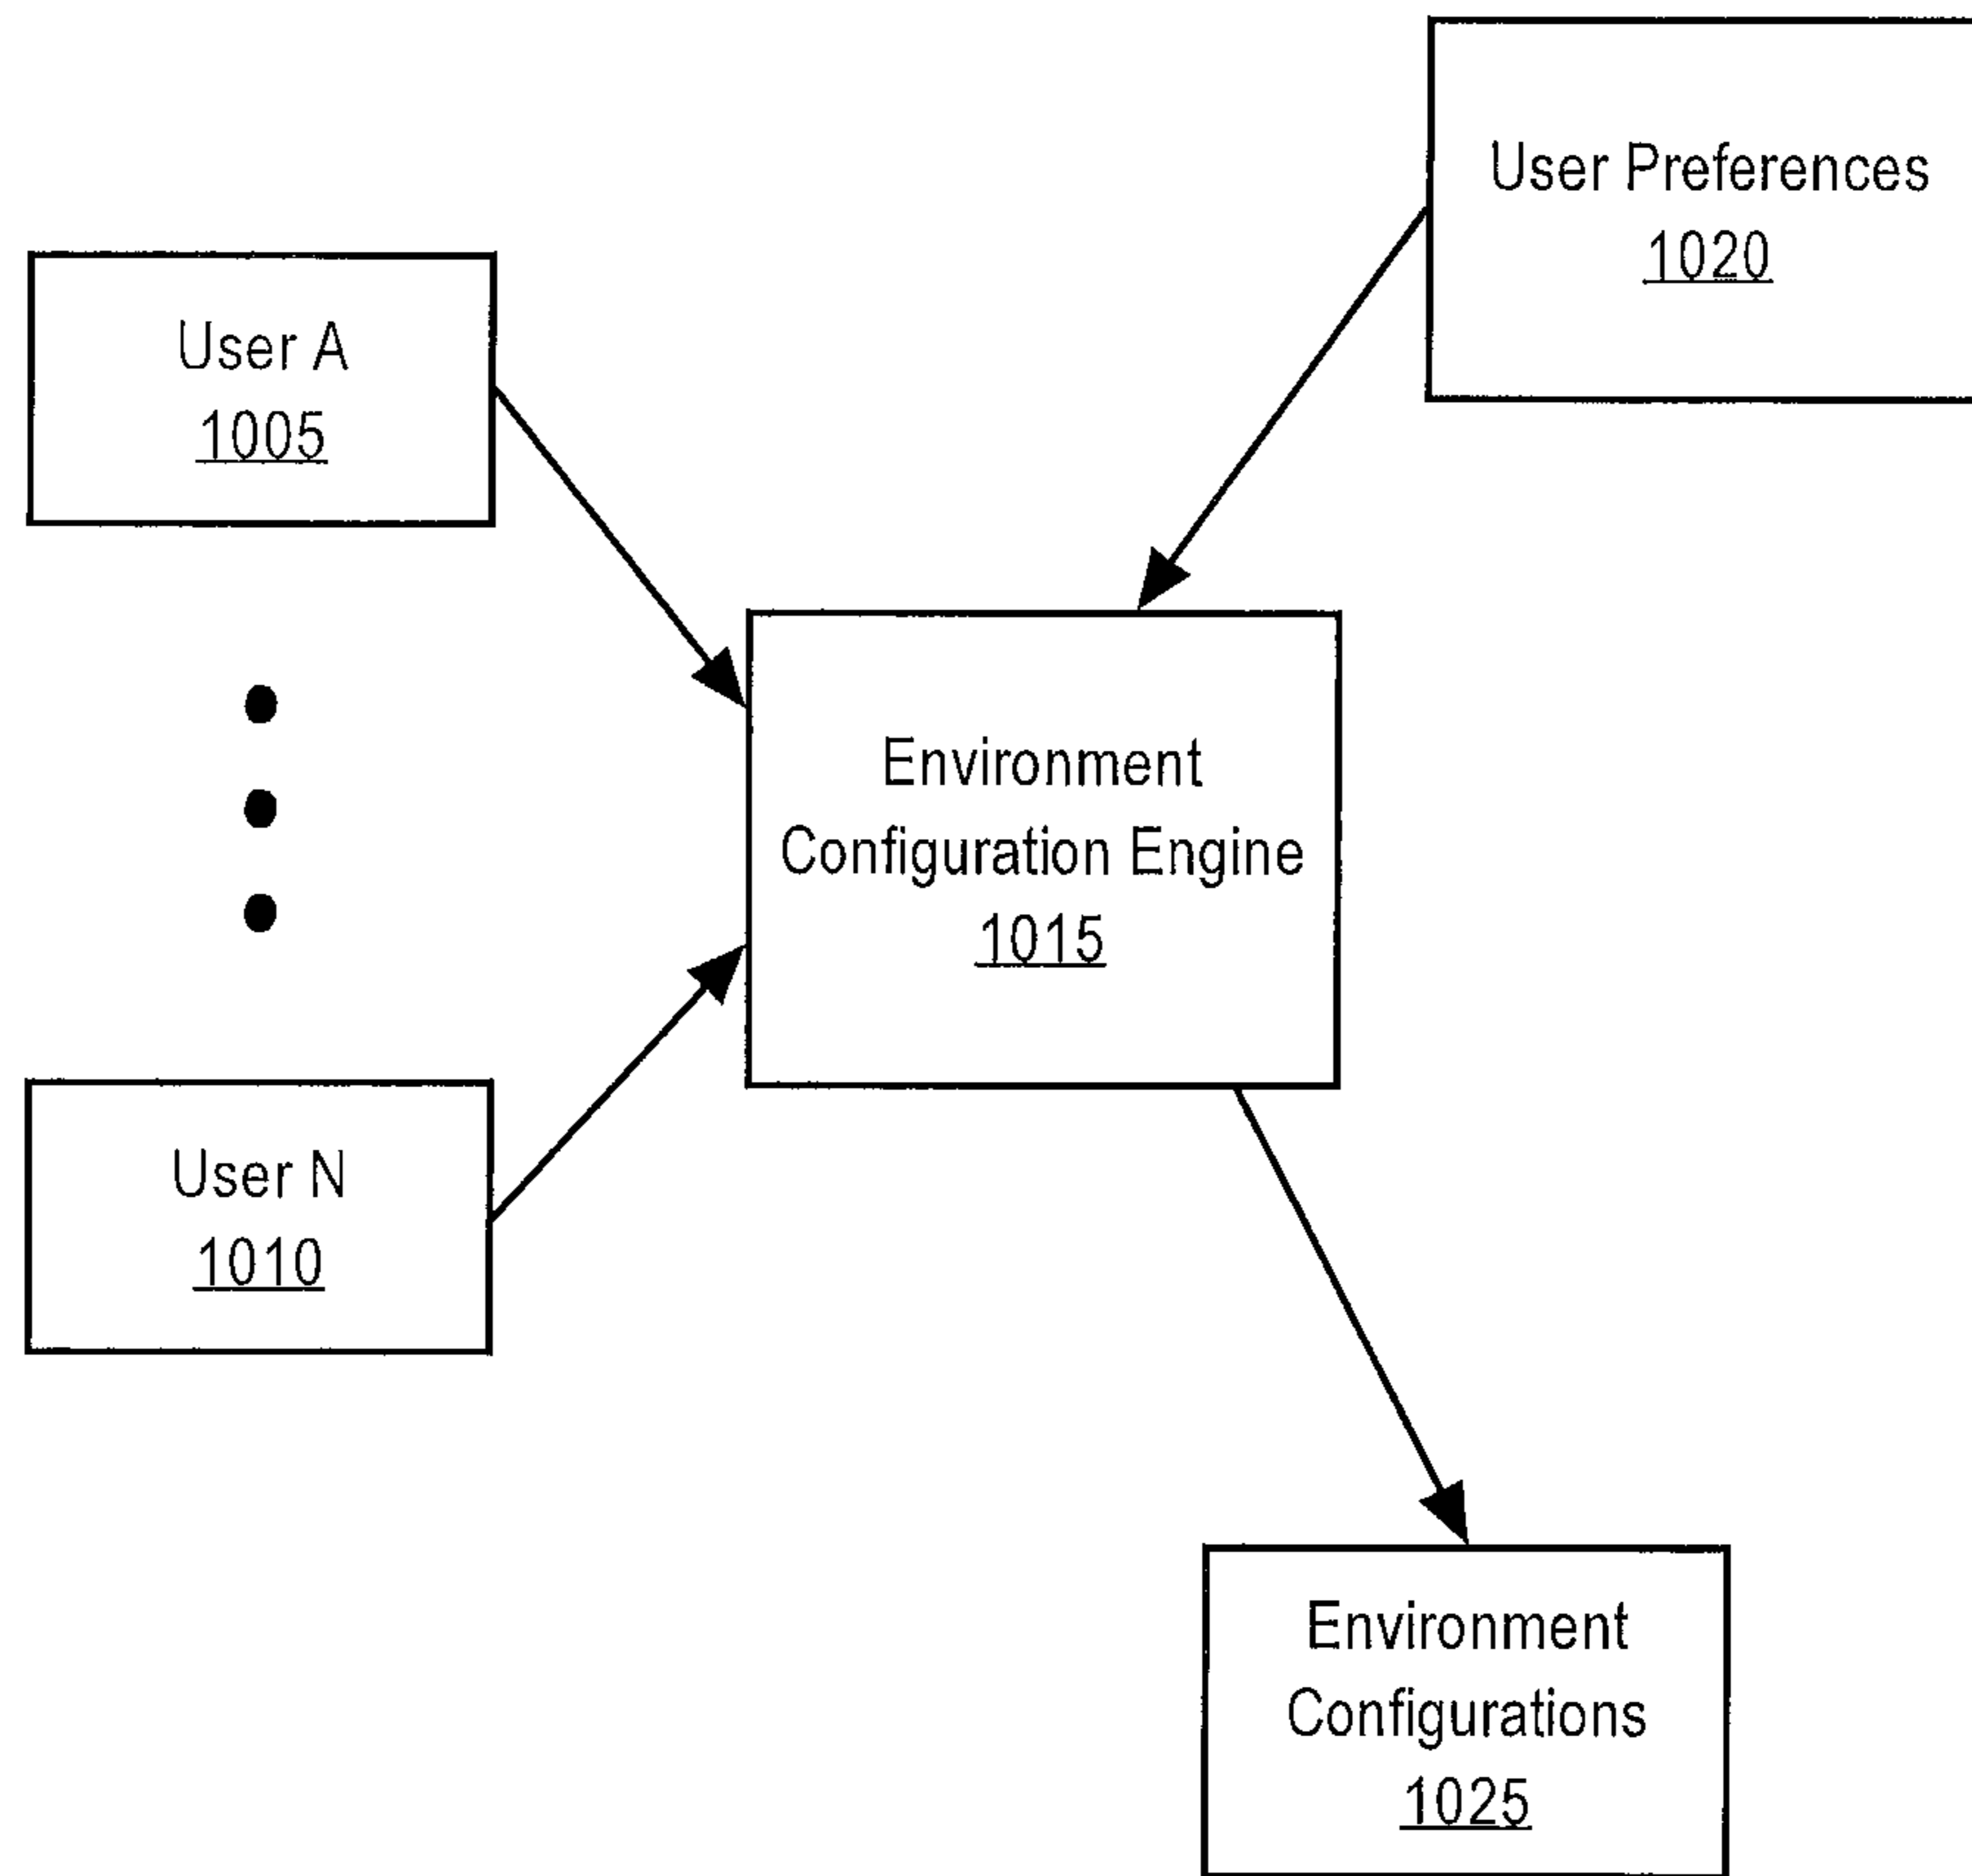 User Preferences
1020
User A
1005
Environment
Configuration Engine
1015
User N
1010
Environment
Configurations
1025